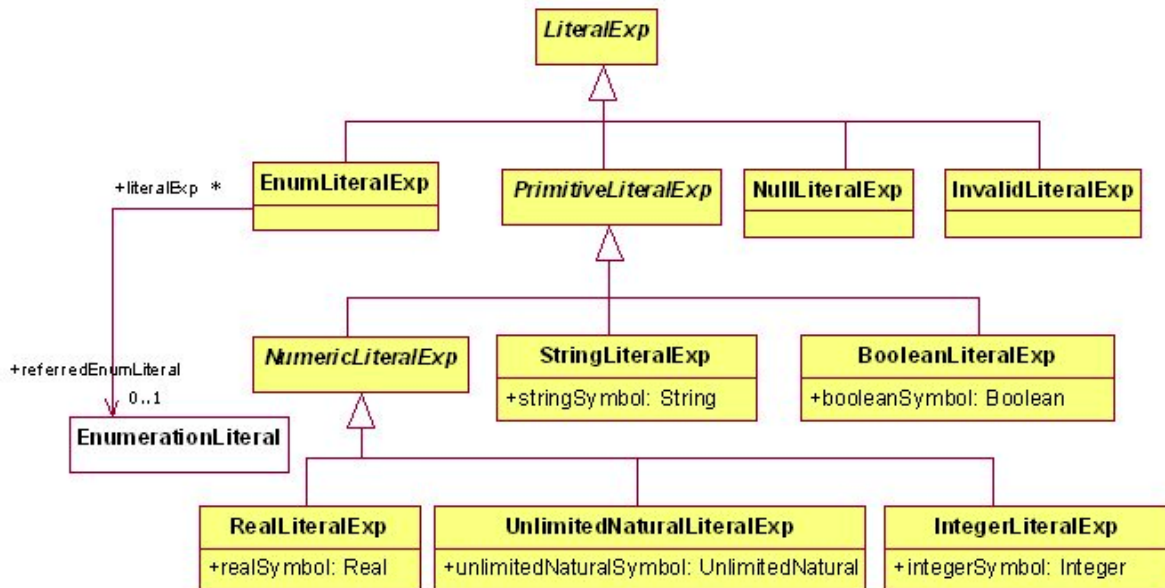 LiteralExp
+literalExp *
EnumLiteralExp
PrimitiveLiteralExp
NullLiteralExp
InvalidLiteralExp
+referredEnumLiteral
0..1
EnumerationLiteral
NumericLiteralExp
StringLiteralExp
+stringSymbol: String
BooleanLiteralExp
+booleanSymbol: Boolean
RealLiteralExp
+realSymbol: Real
UnlimitedNaturalLiteralExp
+unlimitedNaturalSymbol: UnlimitedNatural
IntegerLiteralExp
+integerSymbol: Integer